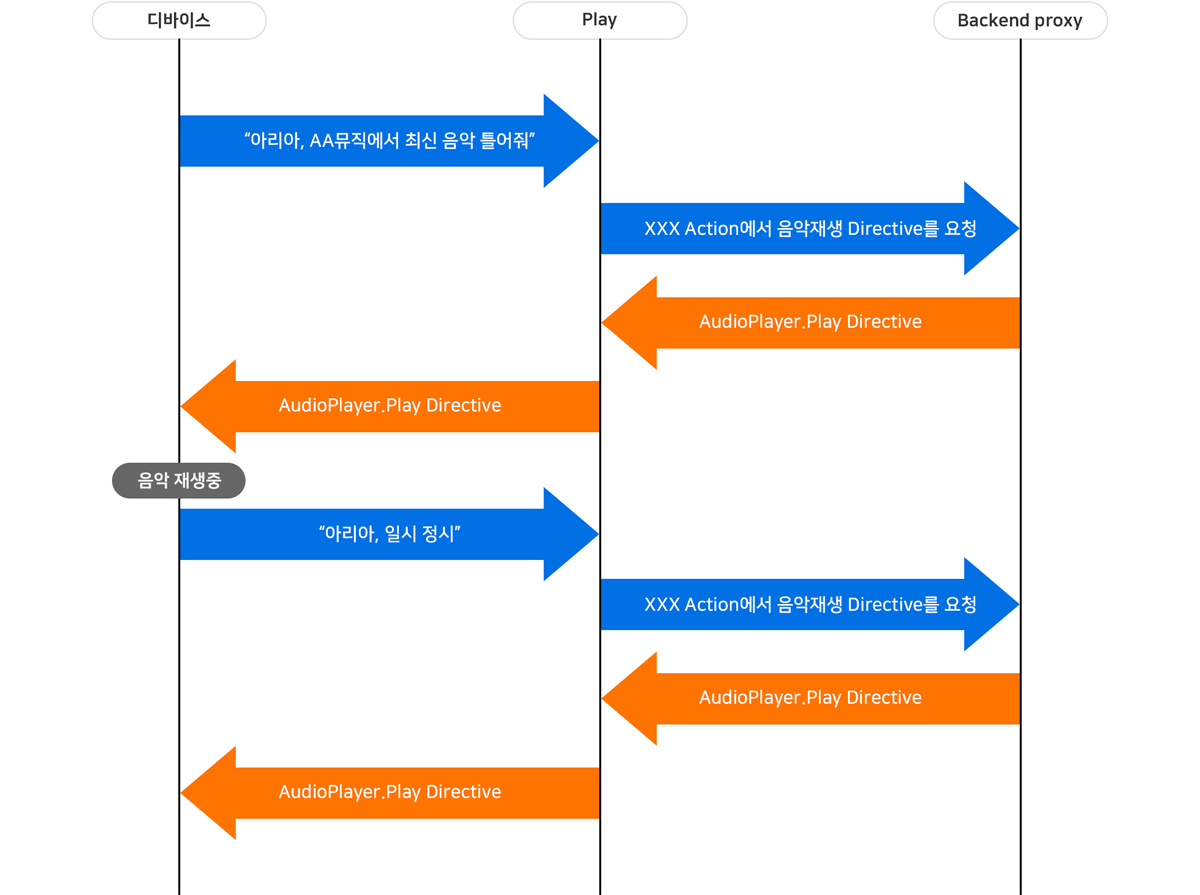 디바이스
Play
Backend proxy
“아리아, AA뮤직에서 최신 음악 틀어줘”
XXX Action에서 음악재생 Directive를 요청
AudioPlayer.Play Directive
AudioPlayer.Play Directive
음악 재생중
“아리아, 일시 정시”
XXX Action에서 음악재생 Directive를 요청
AudioPlayer.Play Directive
AudioPlayer.Play Directive